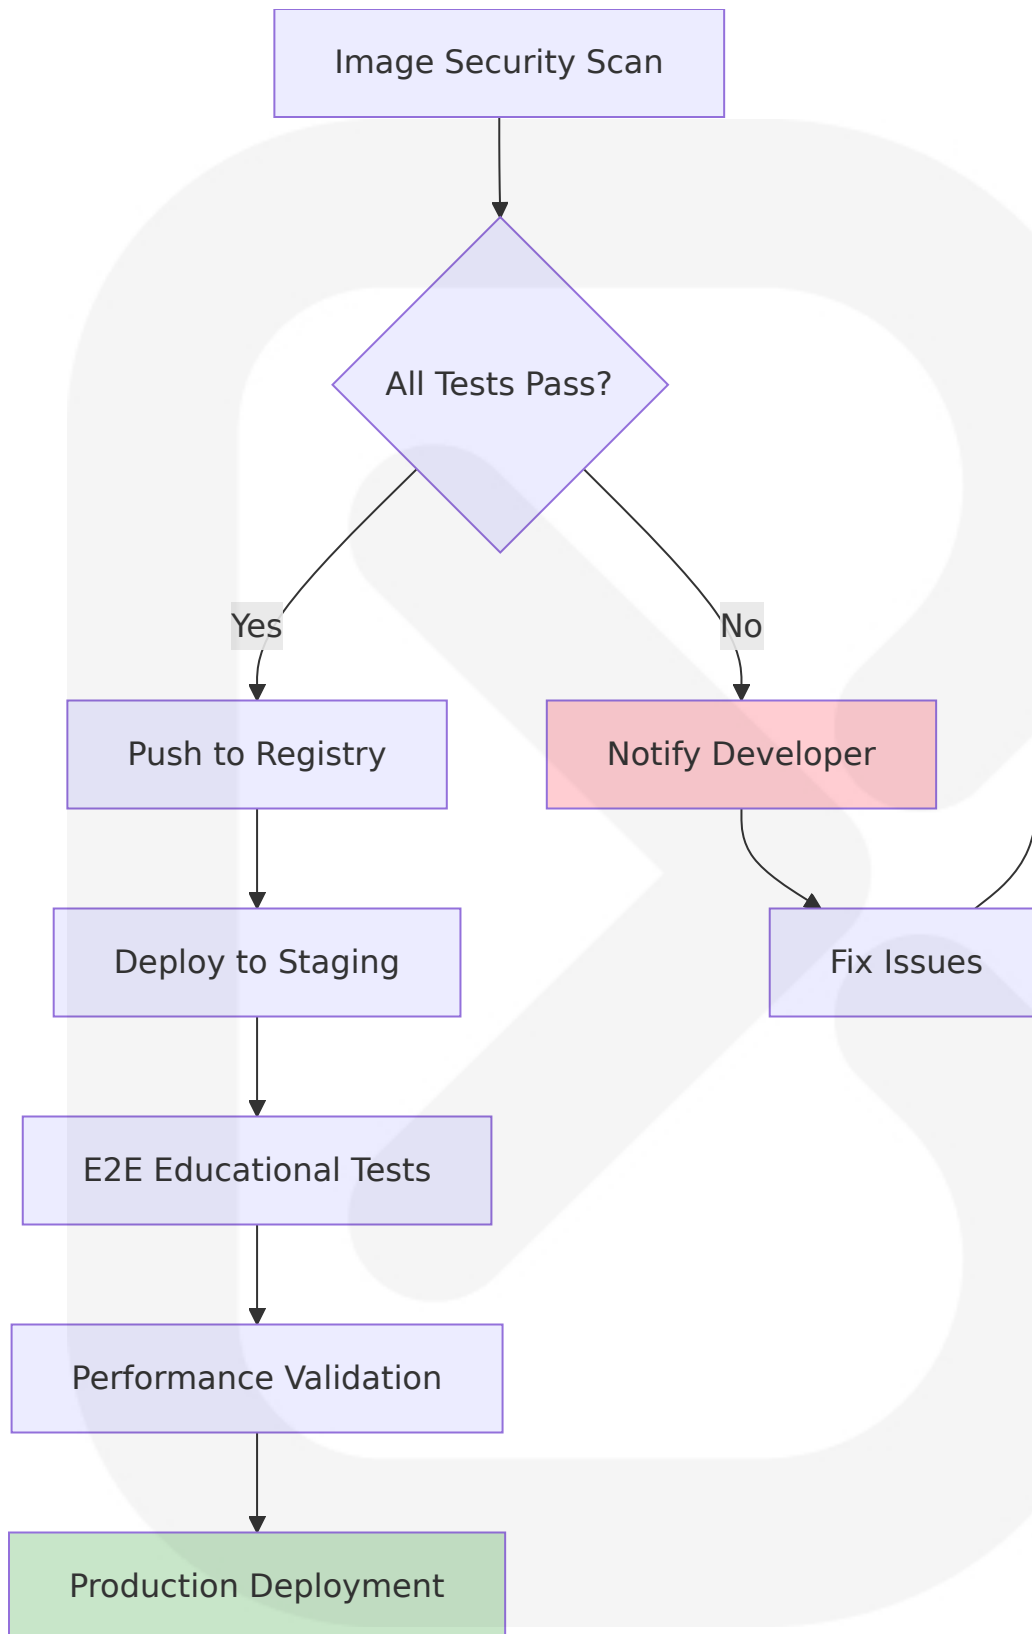 Image Security Scan
All Tests Pass?
Yes
No
Push to Registry
Notify Developer
Deploy to Staging
Fix Issues
E2E Educational Tests
Performance Validation
Production Deployment